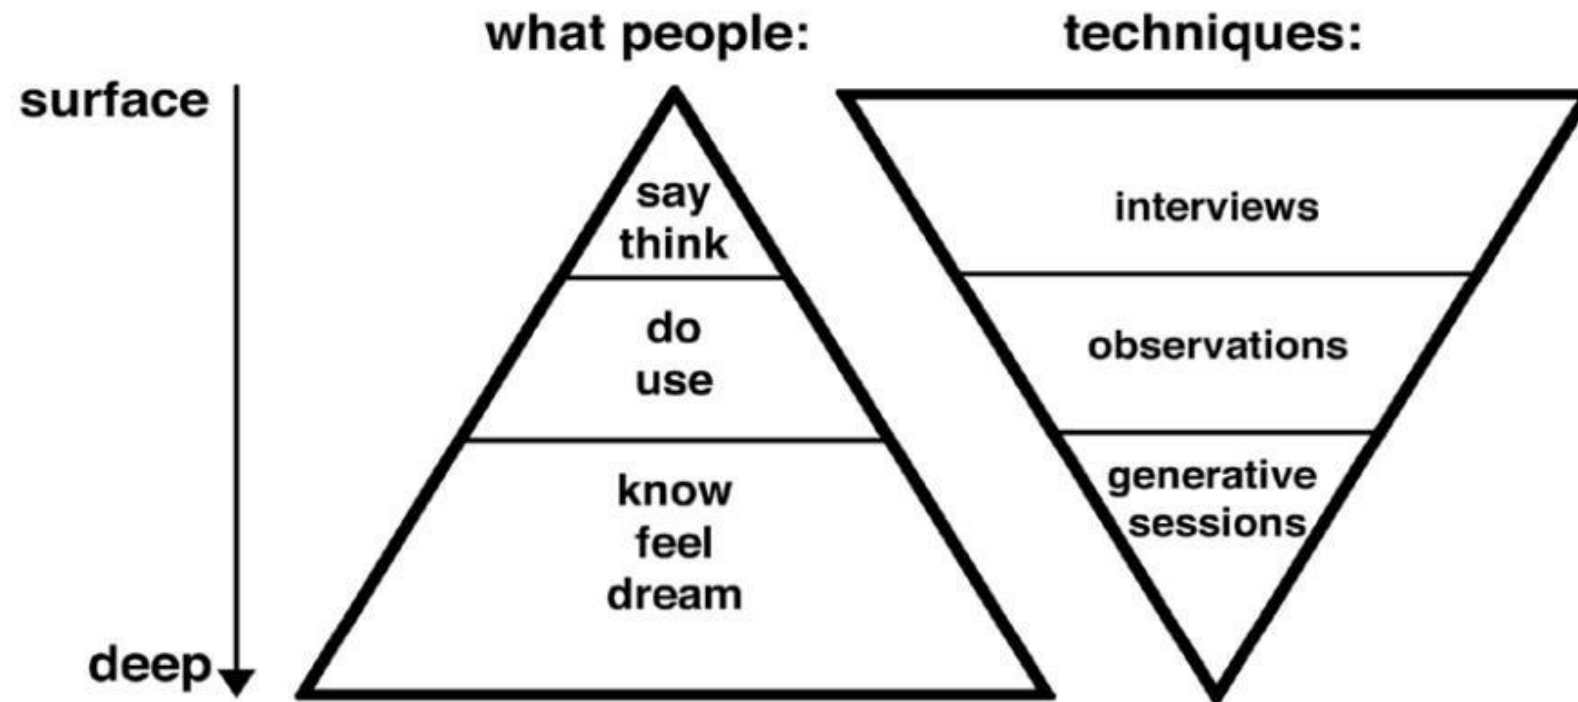 what people:
techniques:
surface
say
think
do
use
know
feel
dream
deep
interviews
observations
generative
sessions